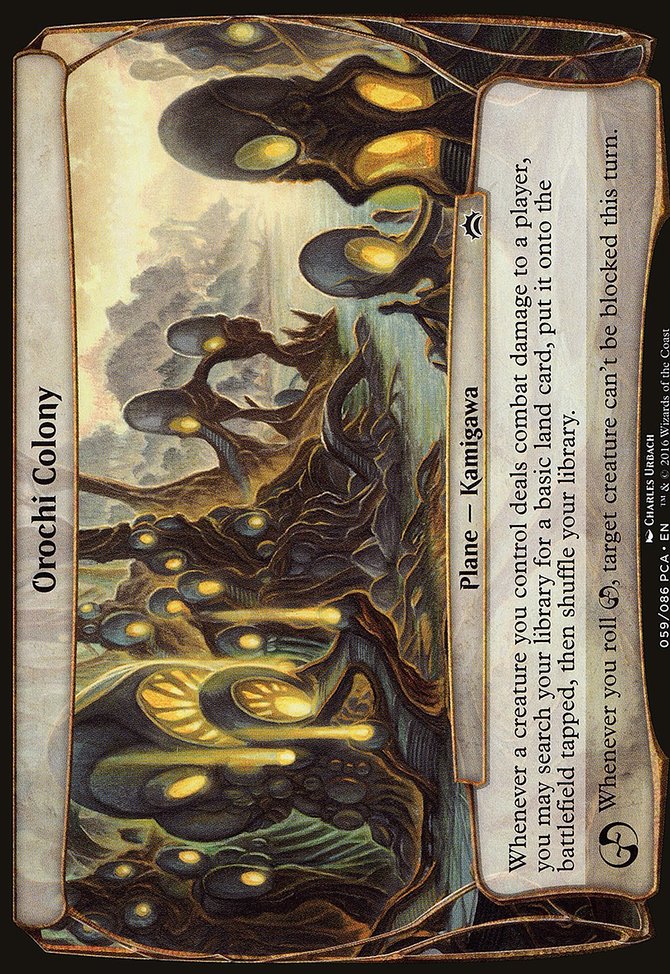 Orochi Colony
Plane — Kamigawa
Whenever a creature you control deals combat damage to a player,
you may search your library for a basic land card, put it onto the
battlefield tapped, then shuffle your library.
Whenever you roll , target creature can't be blocked this turn.
Charles Urbach
059/086 PCA • EN ™ & © 2016 Wizards of the Coast